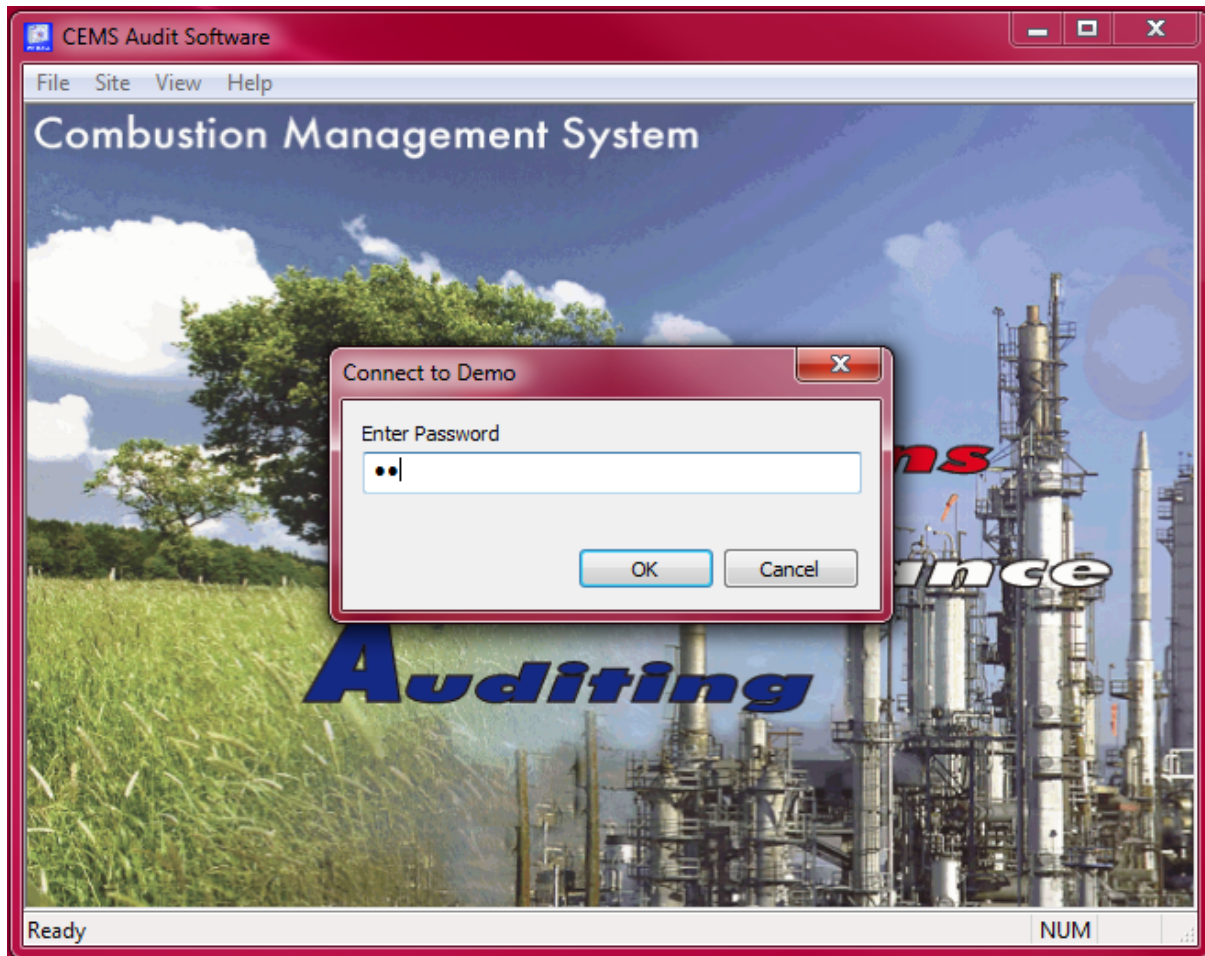 CEMS Audit Software
File Site View Help
Combustion Management System
Connect to Demo
Enter Password
••
OK Cancel
Auditing
Ready NUM